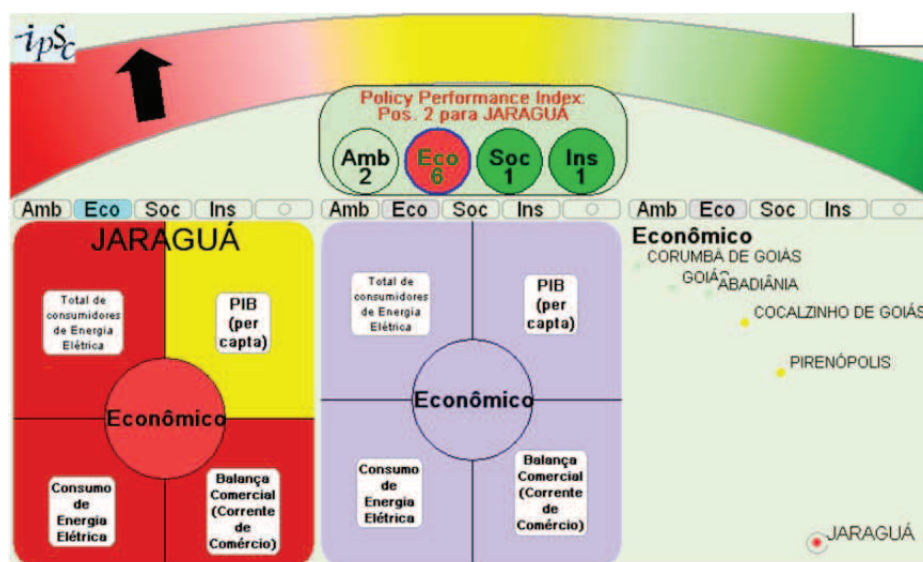 ipSc
Policy Performance Index:
Pos. 2 para JARAGUÁ
Amb
2
Eco
6
Soc
1
Ins
1
Amb Eco Soc Ins
Amb Eco Soc Ins
Amb Eco Soc Ins
JARAGUÁ
Total de
consumidores
de Energia
Elétrica
PIB
(per
capta)
Econômico
Consumo
de
Energia
Elétrica
Balança
Comercial
(Corrente
de
Comércio)
Total de
consumidores
de Energia
Elétrica
PIB
(per
capta)
Econômico
Consumo
de
Energia
Elétrica
Balança
Comercial
(Corrente
de
Comércio)
Econômico
CORUMBÁ DE GOIÁS
GOIÁS
ABADIÂNIA
COCALZINHO DE GOIÁS
PIRENÓPOLIS
JARAGUÁ